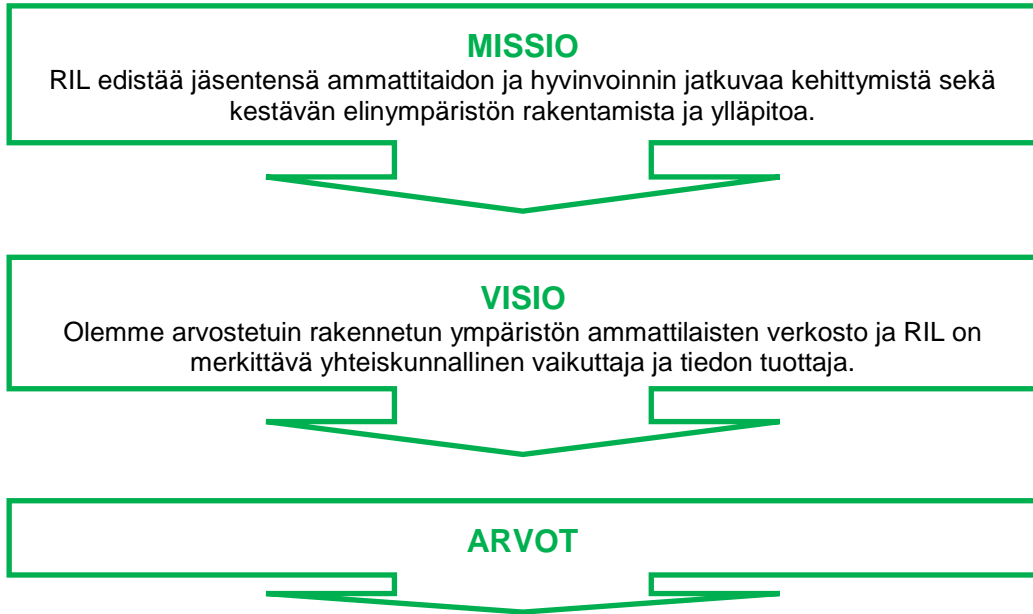 MISSIO
RIL edistää jäsentensä ammattitaidon ja hyvinvoinnin jatkuvaa kehittymistä sekä
kestävän elinympäristön rakentamista ja ylläpitoa.
VISIO
Olemme arvostetuin rakennetun ympäristön ammattilaisten verkosto ja RIL on
merkittävä yhteiskunnallinen vaikuttaja ja tiedon tuottaja.
ARVOT